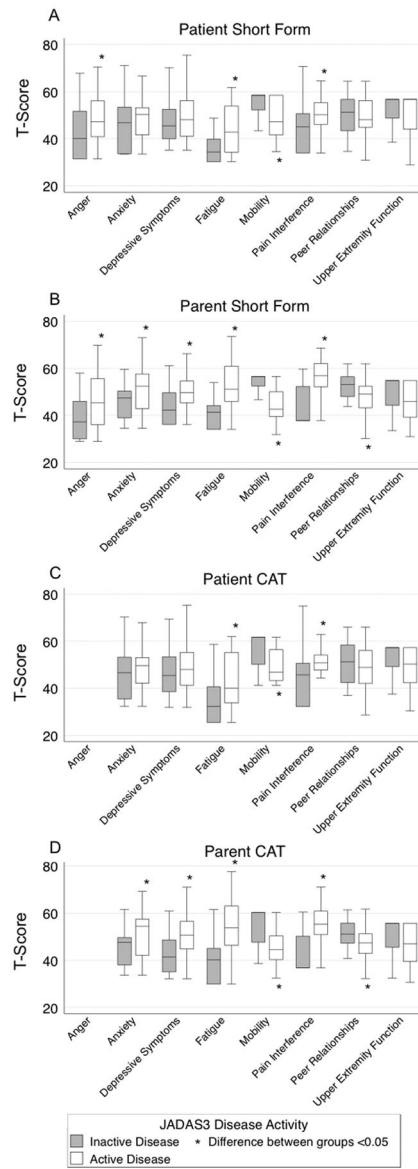 A
Patient Short Form
80
60
40
20
T-Score
*
*
*
*
Anger
Anxiety
Depressive Symptoms
Fatigue
Mobility
Pain Interference
Peer Relationships
Upper Extremity Function
B
Parent Short Form
80
60
40
20
T-Score
*
*
*
*
*
*
*
Anger
Anxiety
Depressive Symptoms
Fatigue
Mobility
Pain Interference
Peer Relationships
Upper Extremity Function
C
Patient CAT
80
60
40
20
T-Score
*
*
*
Anger
Anxiety
Depressive Symptoms
Fatigue
Mobility
Pain Interference
Peer Relationships
Upper Extremity Function
D
Parent CAT
80
60
40
20
T-Score
*
*
*
*
*
*
Anger
Anxiety
Depressive Symptoms
Fatigue
Mobility
Pain Interference
Peer Relationships
Upper Extremity Function
JADAS3 Disease Activity
Inactive Disease * Difference between groups <0.05
Active Disease